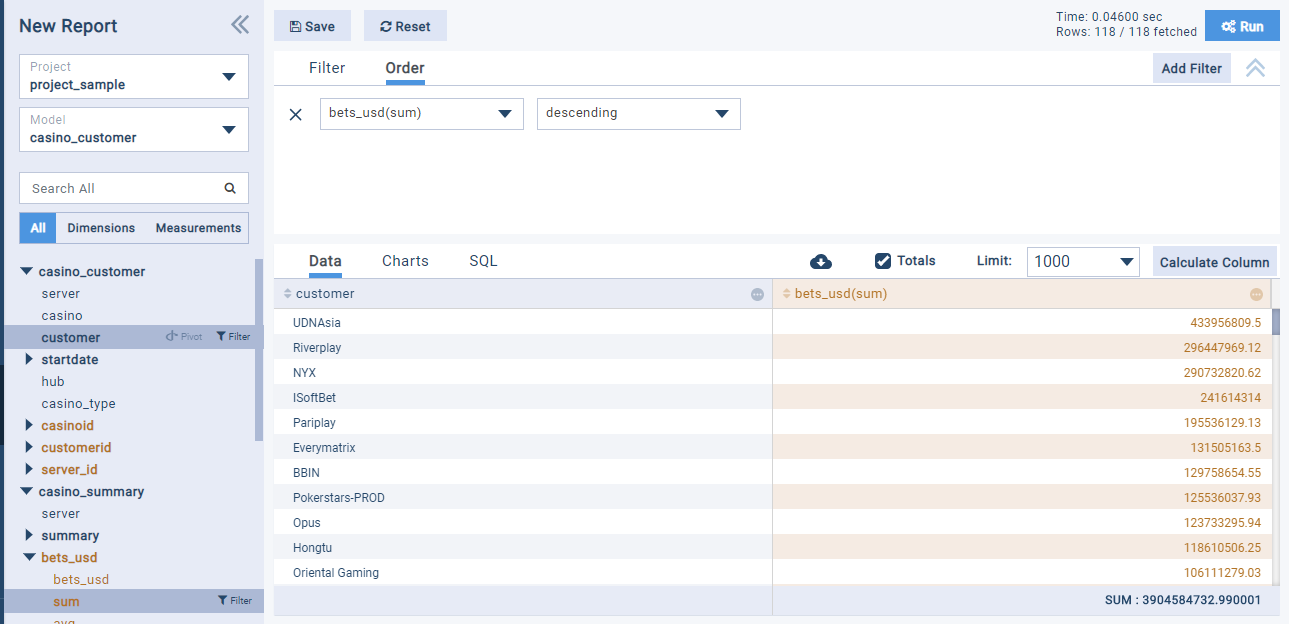 New Report
Project
project_sample
Model
casino_customer
Search All
All Dimensions Measurements
casino_customer
server
casino
customer Pivot Filter
startdate
hub
casino_type
casinoid
customerid
server_id
casino_summary
server
summary
bets_usd
bets_usd
sum Filter
avg
Save Reset
Time: 0.04600 sec
Rows: 118 / 118 fetched
Run
Filter Order Add Filter
bets_usd(sum) descending
Data Charts SQL Totals Limit: 1000 Calculate Column
customer bets_usd(sum)
UDNAsia 433956809.5
Riverplay 296447969.12
NYX 290732820.62
ISoftBet 241614314
Pariplay 195536129.13
Everymatrix 131505163.5
BBIN 129758654.55
Pokerstars-PROD 125536037.93
Opus 123733295.94
Hongtu 118610506.25
Oriental Gaming 106111279.03
SUM : 3904584732.990001